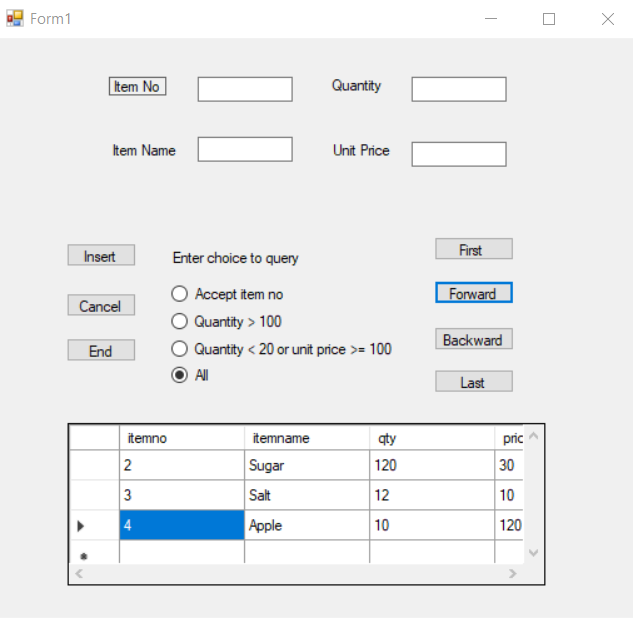 Form1
Item No Quantity
Item Name Unit Price
Insert Enter choice to query First
Cancel Accept item no Forward
Quantity > 100
End Quantity < 20 or unit price >= 100 Backward
All Last
itemno itemname qty pric
2 Sugar 120 30
3 Salt 12 10
4 Apple 10 120